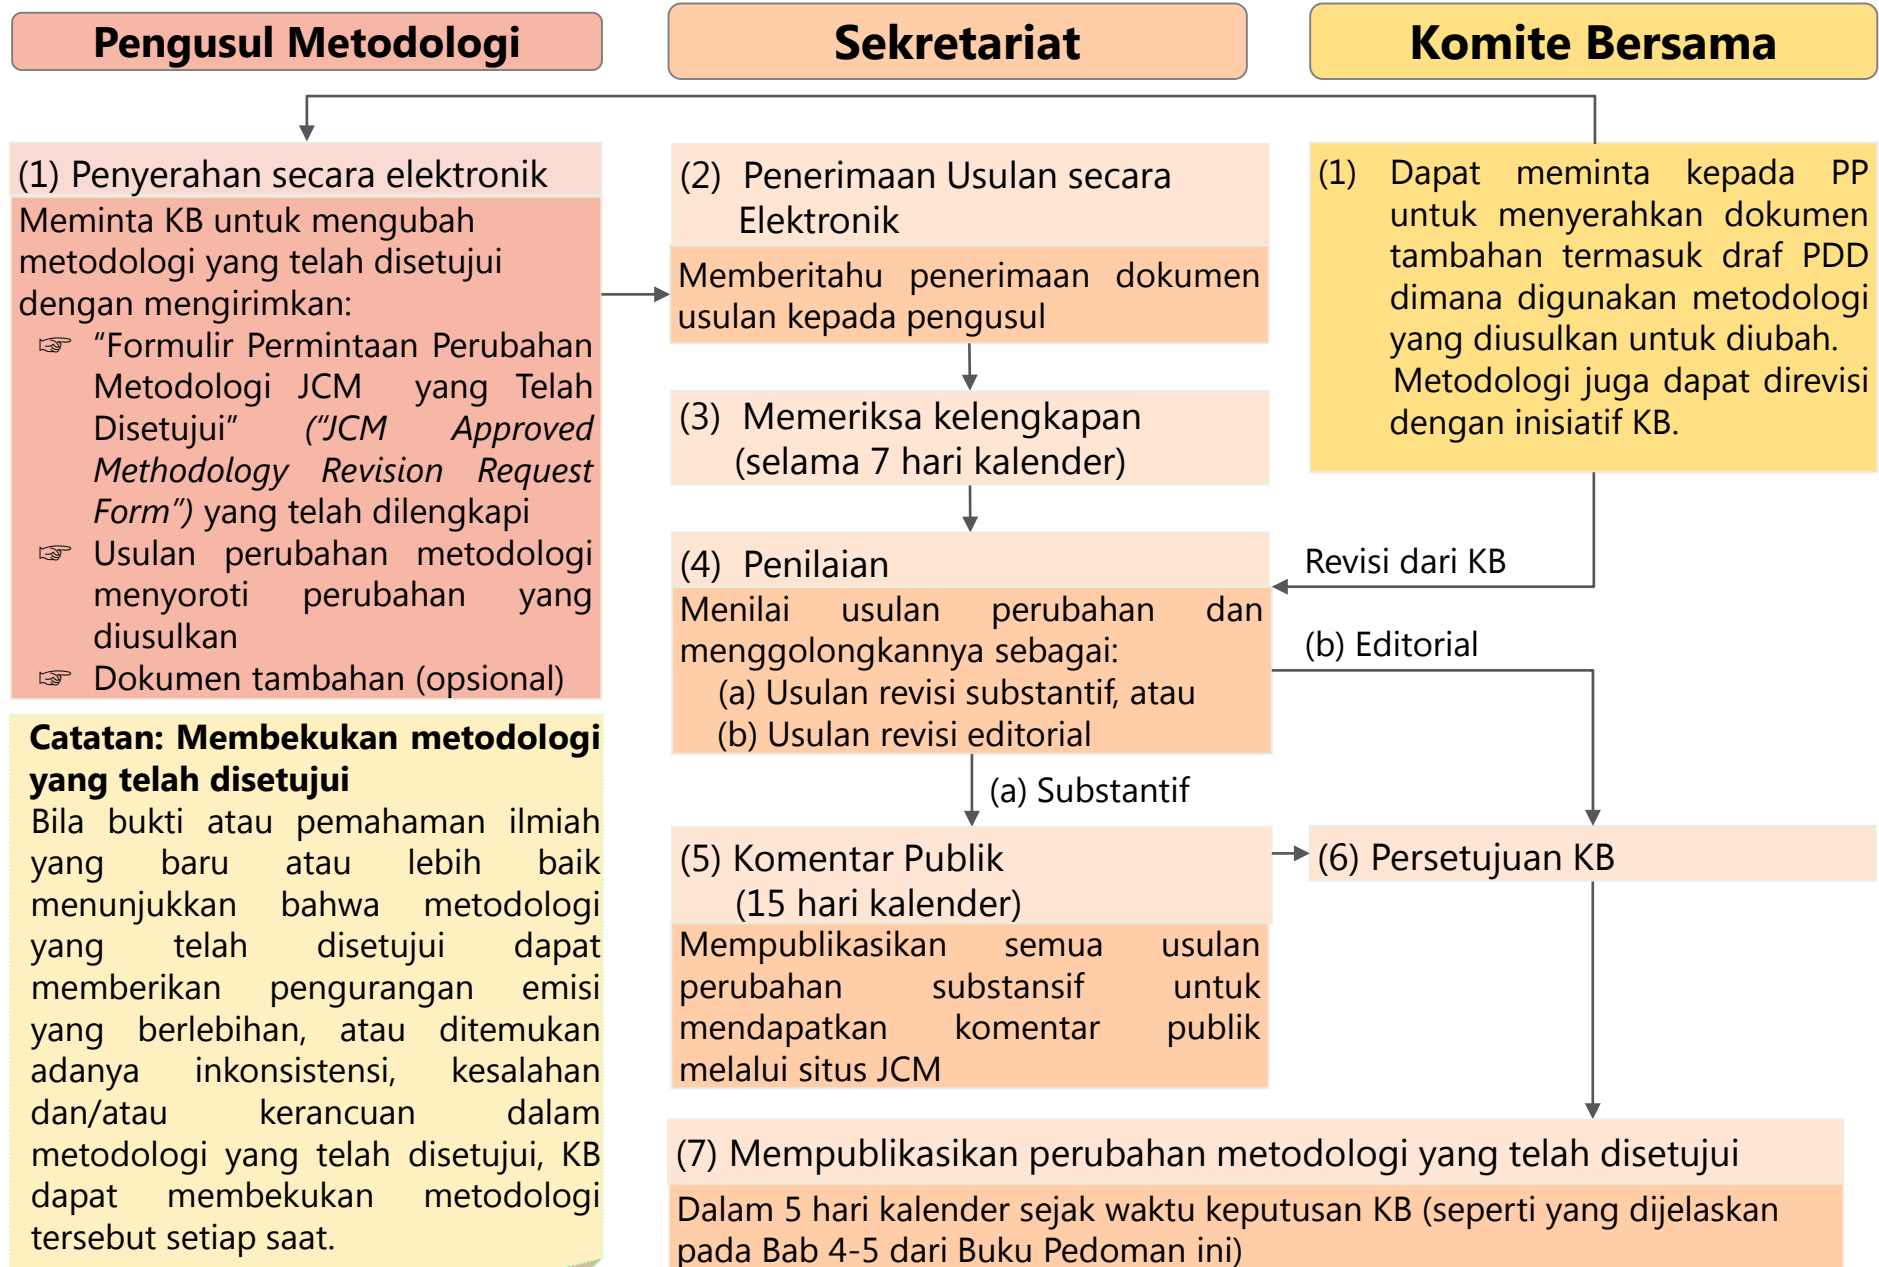 Pengusul Metodologi
Sekretariat
Komite Bersama
(1) Penyerahan secara elektronik
Meminta KB untuk mengubah
metodologi yang telah disetujui
dengan mengirimkan:
☞ “Formulir Permintaan Perubahan
Metodologi JCM yang Telah
Disetujui” (“JCM Approved
Methodology Revision Request
Form”) yang telah dilengkapi
☞ Usulan perubahan metodologi
menyoroti perubahan yang
diusulkan
☞ Dokumen tambahan (opsional)
Catatan: Membekukan metodologi
yang telah disetujui
Bila bukti atau pemahaman ilmiah
yang baru atau lebih baik
menunjukkan bahwa metodologi
yang telah disetujui dapat
memberikan pengurangan emisi
yang berlebihan, atau ditemukan
adanya inkonsistensi, kesalahan
dan/atau kerancuan dalam
metodologi yang telah disetujui, KB
dapat membekukan metodologi
tersebut setiap saat.
(2) Penerimaan Usulan secara
Elektronik
Memberitahu penerimaan dokumen
usulan kepada pengusul
(3) Memeriksa kelengkapan
(selama 7 hari kalender)
(4) Penilaian
Menilai usulan perubahan dan
menggolongkannya sebagai:
(a) Usulan revisi substantif, atau
(b) Usulan revisi editorial
(a) Substantif
(5) Komentar Publik
(15 hari kalender)
Mempublikasikan semua usulan
perubahan substansif untuk
mendapatkan komentar publik
melalui situs JCM
(1) Dapat meminta kepada PP
untuk menyerahkan dokumen
tambahan termasuk draf PDD
dimana digunakan metodologi
yang diusulkan untuk diubah.
Metodologi juga dapat direvisi
dengan inisiatif KB.
Revisi dari KB
(b) Editorial
(6) Persetujuan KB
(7) Mempublikasikan perubahan metodologi yang telah disetujui
Dalam 5 hari kalender sejak waktu keputusan KB (seperti yang dijelaskan
pada Bab 4-5 dari Buku Pedoman ini)